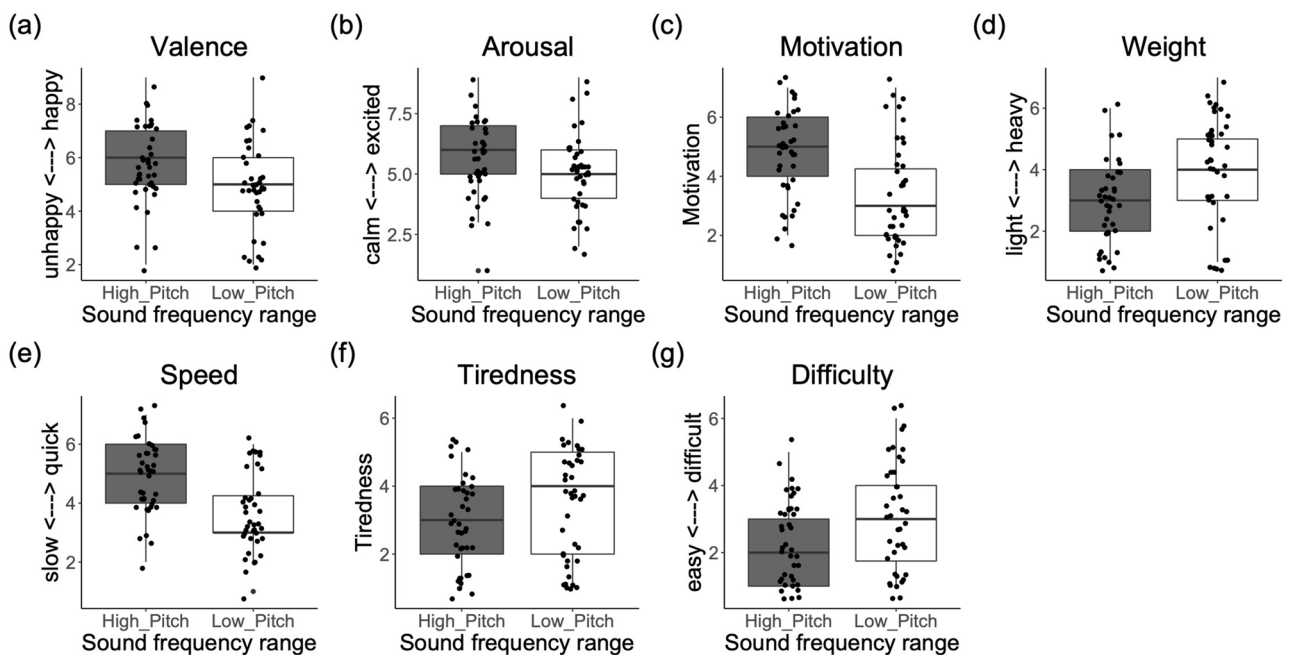 (a)
Valence
unhappy <---> happy
8
6
4
2
High_Pitch Low_Pitch
Sound frequency range
(b)
Arousal
calm <---> excited
7.5
5.0
2.5
High_Pitch Low_Pitch
Sound frequency range
(c)
Motivation
Motivation
6
4
2
High_Pitch Low_Pitch
Sound frequency range
(d)
Weight
light <---> heavy
6
4
2
High_Pitch Low_Pitch
Sound frequency range
(e)
Speed
slow <---> quick
6
4
2
High_Pitch Low_Pitch
Sound frequency range
(f)
Tiredness
Tiredness
6
4
2
High_Pitch Low_Pitch
Sound frequency range
(g)
Difficulty
easy <---> difficult
6
4
2
High_Pitch Low_Pitch
Sound frequency range